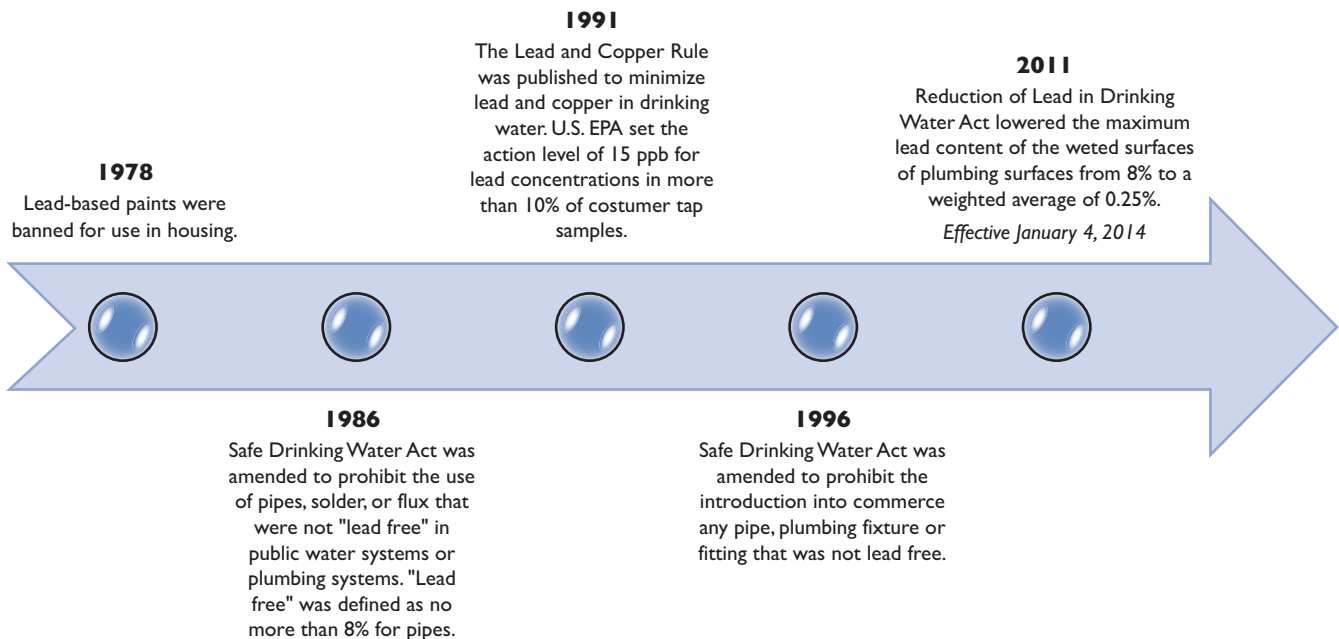 1978
Lead-based paints were
banned for use in housing.
1986
Safe Drinking Water Act was
amended to prohibit the use
of pipes, solder, or flux that
were not "lead free" in
public water systems or
plumbing systems. "Lead
free" was defined as no
more than 8% for pipes.
1991
The Lead and Copper Rule
was published to minimize
lead and copper in drinking
water. U.S. EPA set the
action level of 15 ppb for
lead concentrations in more
than 10% of costumer tap
samples.
1996
Safe Drinking Water Act was
amended to prohibit the
introduction into commerce
any pipe, plumbing fixture or
fitting that was not lead free.
2011
Reduction of Lead in Drinking
Water Act lowered the maximum
lead content of the weted surfaces
of plumbing surfaces from 8% to a
weighted average of 0.25%.
Effective January 4, 2014